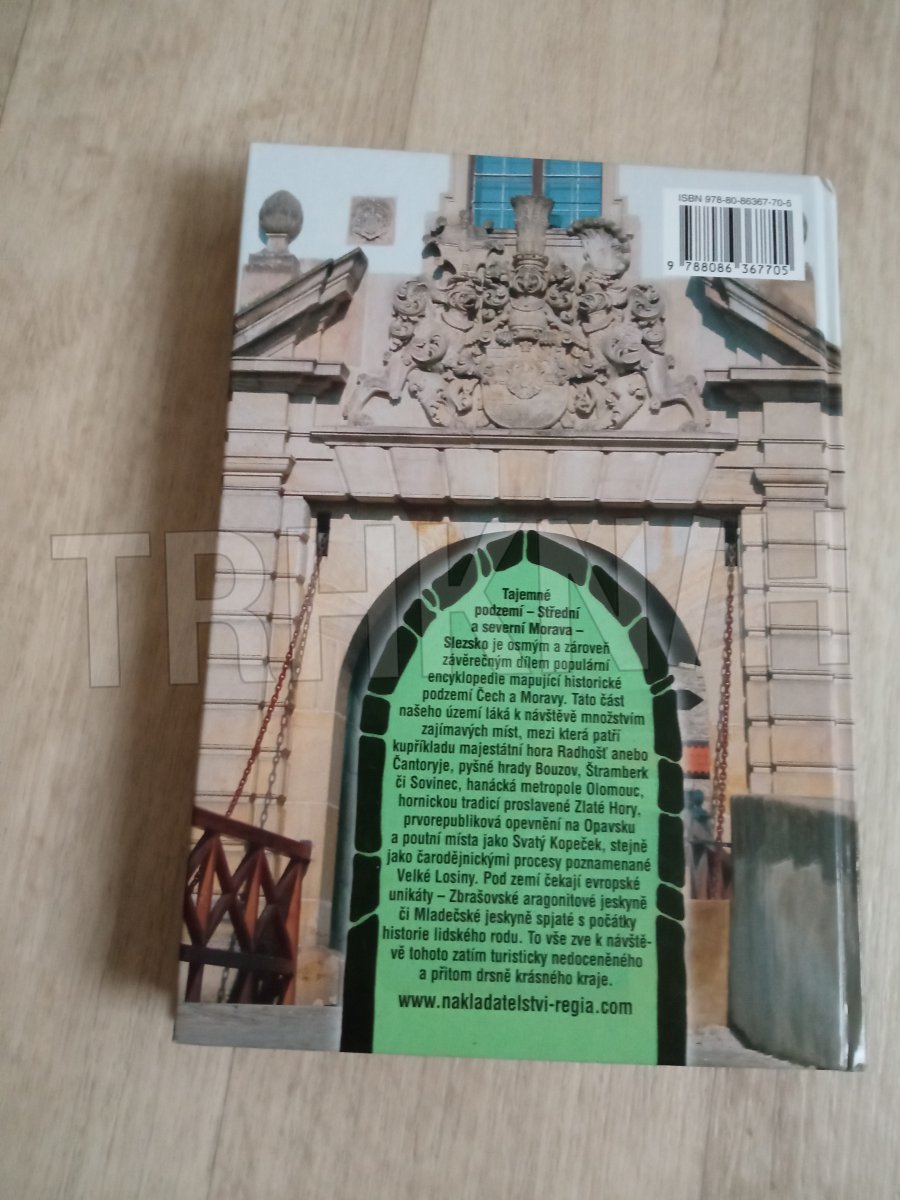 ISBN 978-80-86367-70-5
9 788086 367705
Tajemné
podzemí – Střední
a severní Morava –
Slezsko je osmým a zároveň
závěrečným dílem populární
encyklopedie mapující historické
podzemí Čech a Moravy. Tato část
našeho území láká k návštěvě množstvím
zajímavých míst, mezi která patří
kupříkladu majestátní hora Radhošť anebo
Čantoryje, pyšné hrady Bouzov, Štramberk
či Sovinec, hanácká metropole Olomouc,
hornickou tradicí proslavené Zlaté Hory,
prvorepubliková opevnění na Opavsku
a poutní místa jako Svatý Kopeček, stejně
jako čarodějnickými procesy poznamenané
Velké Losiny. Pod zemí čekají evropské
unikáty – Zbrašovské aragonitové jeskyně
či Mladečské jeskyně spjaté s počátky
historie lidského rodu. To vše zve k návště-
vě tohoto zatím turisticky nedoceněného
a přitom drsně krásného kraje.
www.nakladatelstvi-regia.com
TRHKNIH